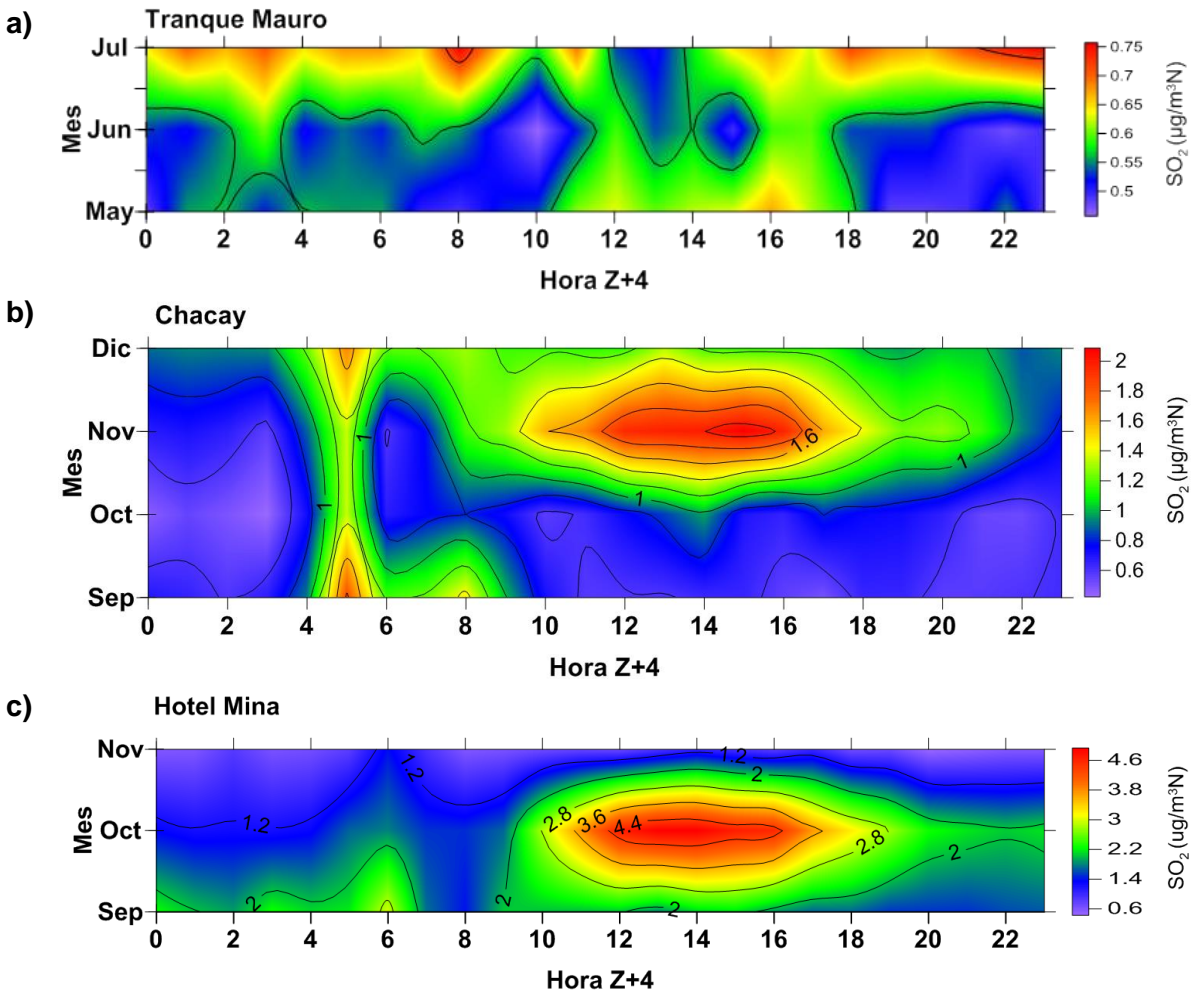 a)
Tranque Mauro
Jul
Jun
May
Mes
0 2 4 6 8 10 12 14 16 18 20 22
Hora Z+4
0.75
0.7
0.65
0.6
0.55
0.5
SO₂ (µg/m³N)
b)
Chacay
Dic
Nov
Oct
Sep
Mes
1
1
1
1.6
1
0 2 4 6 8 10 12 14 16 18 20 22
Hora Z+4
2
1.8
1.6
1.4
1.2
1
0.8
0.6
SO₂ (µg/m³N)
c)
Hotel Mina
Nov
Oct
Sep
Mes
1.2
1.2
1.2
2
2.8
3.6
4.4
2.8
2
2
2
2
0 2 4 6 8 10 12 14 16 18 20 22
Hora Z+4
4.6
3.8
3
2.2
1.4
0.6
SO₂ (ug/m³N)